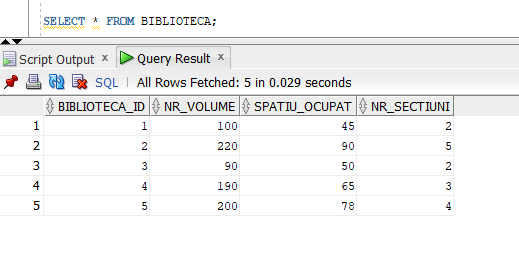 SELECT * FROM BIBLIOTECA;
Script Output x Query Result x
SQL | All Rows Fetched: 5 in 0.029 seconds
BIBLIOTECA_ID NR_VOLUME SPATIU_OCUPAT NR_SECTIUNI
1 1 100 45 2
2 2 220 90 5
3 3 90 50 2
4 4 190 65 3
5 5 200 78 4